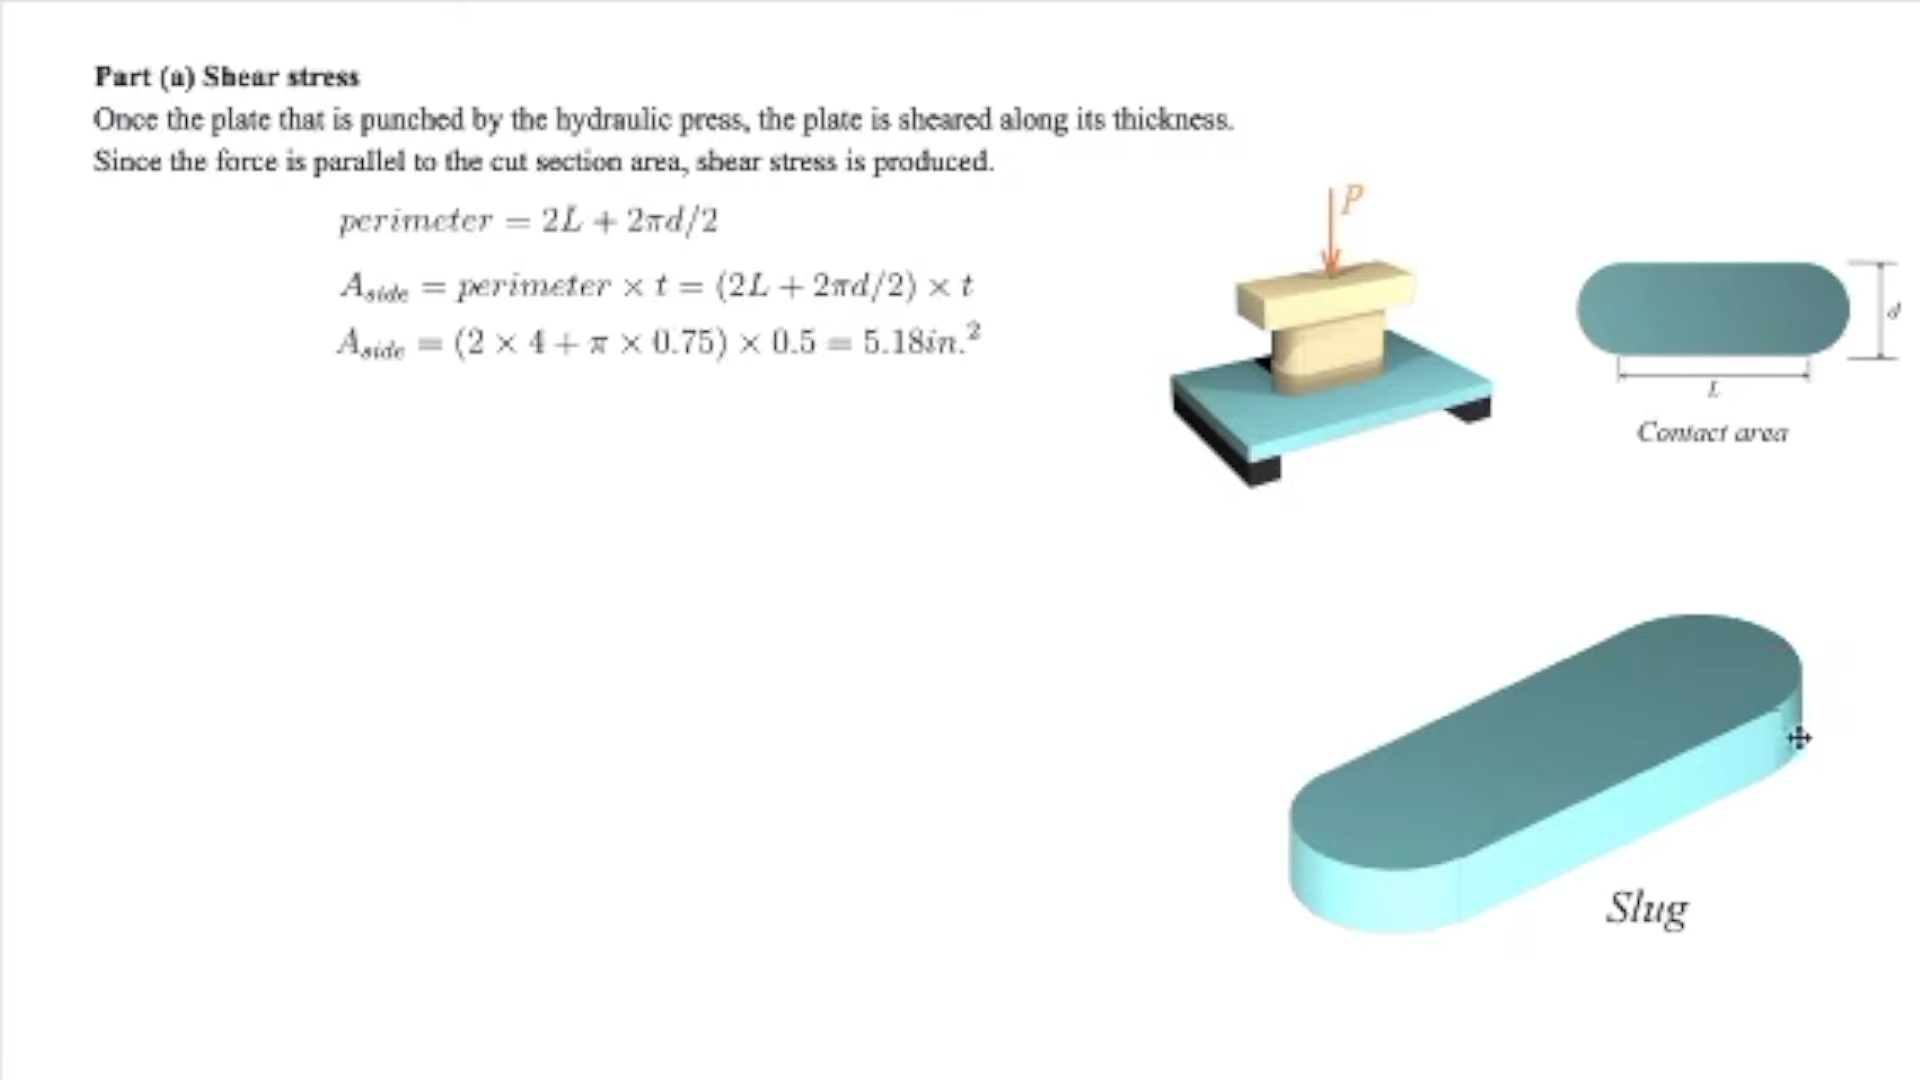 Part (a) Shear stress
Once the plate that is punched by the hydraulic press, the plate is sheared along its thickness.
Since the force is parallel to the cut section area, shear stress is produced.
perimeter = 2L + 2πd/2
A_side = perimeter × t = (2L + 2πd/2) × t
A_side = (2 × 4 + π × 0.75) × 0.5 = 5.18in.²
P
d
L
Contact area
Slug